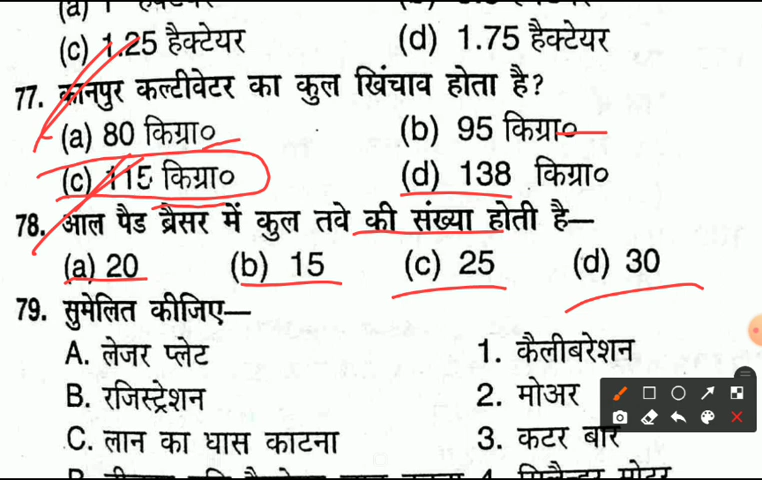 (c) 1.25 हैक्टेयर (d) 1.75 हैक्टेयर
77. कानपुर कल्टीवेटर का कुल खिंचाव होता है?
(a) 80 किग्रा० (b) 95 किग्रा०
(c) 115 किग्रा० (d) 138 किग्रा०
78. आल पैड थ्रैसर में कुल तवे की संख्या होती है—
(a) 20 (b) 15 (c) 25 (d) 30
79. सुमेलित कीजिए—
A. लेजर प्लेट 1. कैलीबरेशन
B. रजिस्ट्रेशन 2. मोअर
C. लान का घास काटना 3. कटर बार